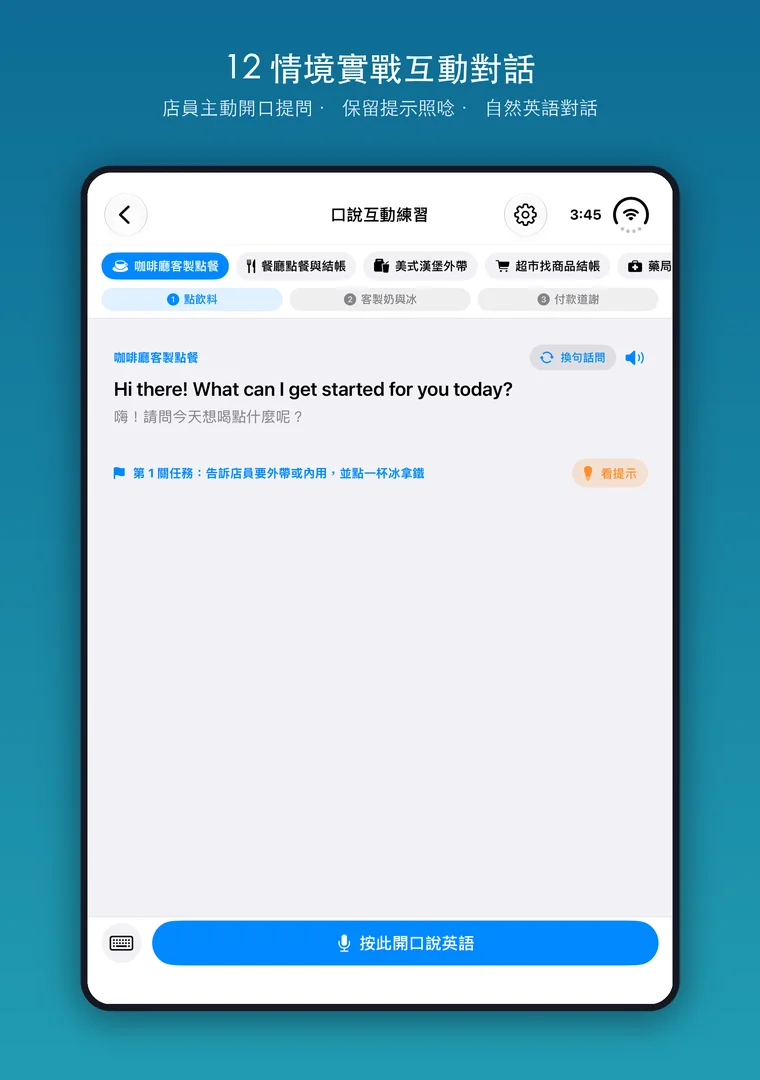 12 情境實戰互動對話
店員主動開口提問 · 保留提示照唸 · 自然英語對話
口說互動練習 3:45
咖啡廳客製點餐 餐廳點餐與結帳 美式漢堡外帶 超市找商品結帳 藥局
1 點飲料 2 客製奶與冰 3 付款道謝
咖啡廳客製點餐 換句話問
Hi there! What can I get started for you today?
嗨！請問今天想喝點什麼呢？
第 1 關任務：告訴店員要外帶或內用，並點一杯冰拿鐵 看提示
按此開口說英語